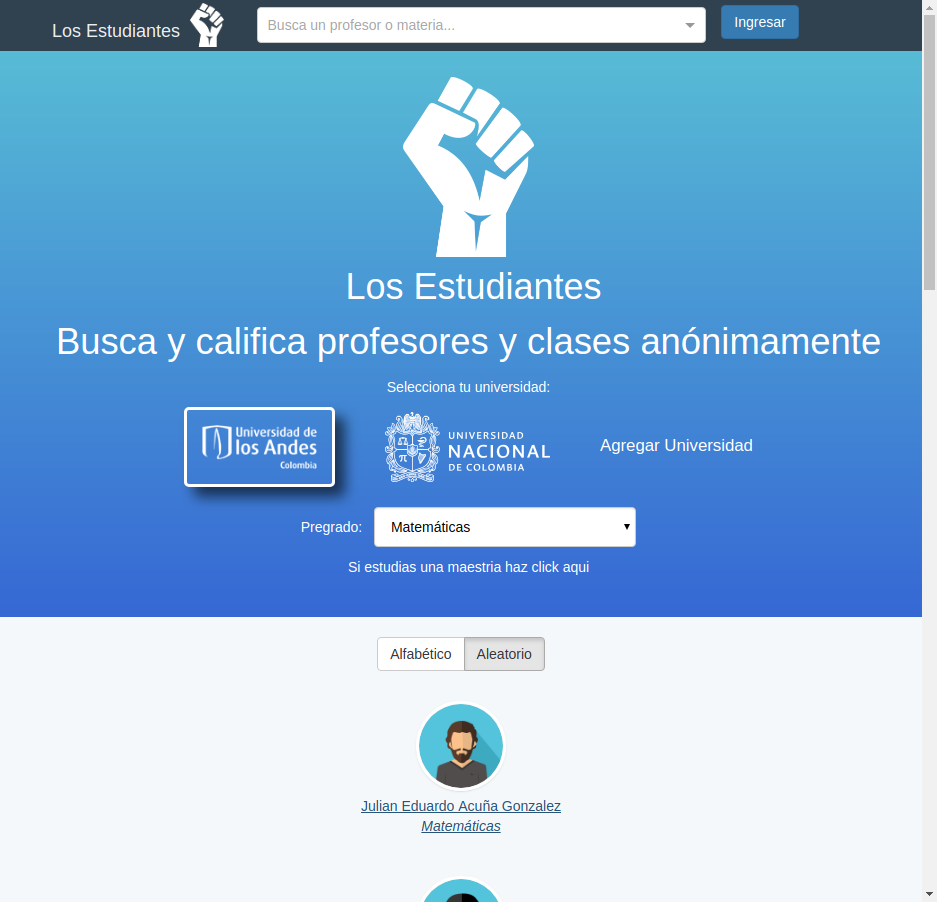 Los Estudiantes
Busca un profesor o materia...
Ingresar
Los Estudiantes
Busca y califica profesores y clases anónimamente
Selecciona tu universidad:
Universidad de
los Andes
Colombia
UNIVERSIDAD
NACIONAL
DE COLOMBIA
Agregar Universidad
Pregrado:
Matemáticas
Si estudias una maestria haz click aqui
Alfabético
Aleatorio
Julian Eduardo Acuña Gonzalez
Matemáticas